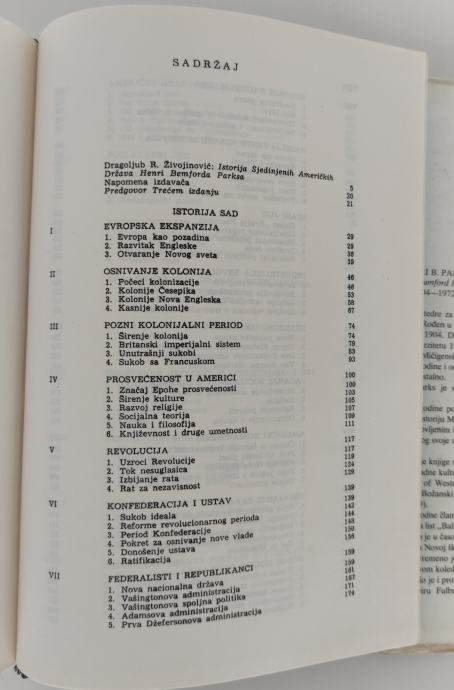 SADRŽAJ
Dragoljub R. Živojinović: Istorija Sjedinjenih Američkih
Država Henri Bemforda Parksa 5
Napomena izdavača 20
Predgovor Trećem izdanju 21
ISTORIJA SAD
I EVROPSKA EKSPANZIJA 29
1. Evropa kao pozadina 29
2. Razvitak Engleske 36
3. Otvaranje Novog sveta 39
II OSNIVANJE KOLONIJA 46
1. Počeci kolonizacije 46
2. Kolonije Česepika 53
3. Kolonije Nova Engleska 58
4. Kasnije kolonije 67
III POZNI KOLONIJALNI PERIOD 74
1. Širenje kolonija 74
2. Britanski imperijalni sistem 79
3. Unutrašnji sukobi 83
4. Sukob sa Francuskom 93
IV PROSVEĆENOST U AMERICI 100
1. Značaj Epohe prosvećenosti 100
2. Širenje kulture 103
3. Razvoj religije 105
4. Socijalna teorija 107
5. Nauka i filosofija 109
6. Književnost i druge umetnosti 111
V REVOLUCIJA 117
1. Uzroci Revolucije 117
2. Tok nesuglasica 119
3. Izbijanje rata 124
4. Rat za nezavisnost 129
VI KONFEDERACIJA I USTAV 139
1. Sukob ideala 139
2. Reforme revolucionarnog perioda 142
3. Period Konfederacije 144
4. Pokret za osnivanje nove vlade 148
5. Donošenje ustava 150
6. Ratifikacija 156
VII FEDERALISTI I REPUBLIKANCI 159
1. Nova nacionalna država 159
2. Vašingtonova administracija 161
3. Vašingtonova spoljna politika 167
4. Adamsova administracija 171
5. Prva Džefersonova administracija 174